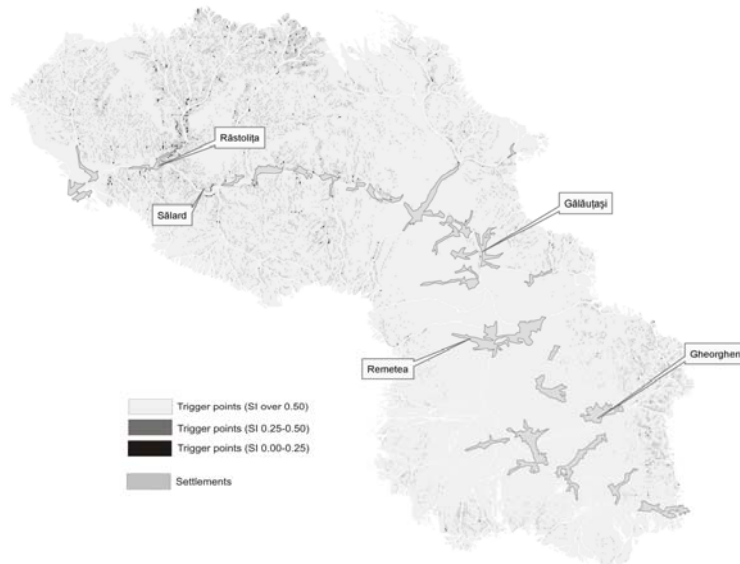 Răstolița
Sălard
Gălăuțași
Remetea
Gheorgheni
Trigger points (SI over 0.50)
Trigger points (SI 0.25-0.50)
Trigger points (SI 0.00-0.25)
Settlements